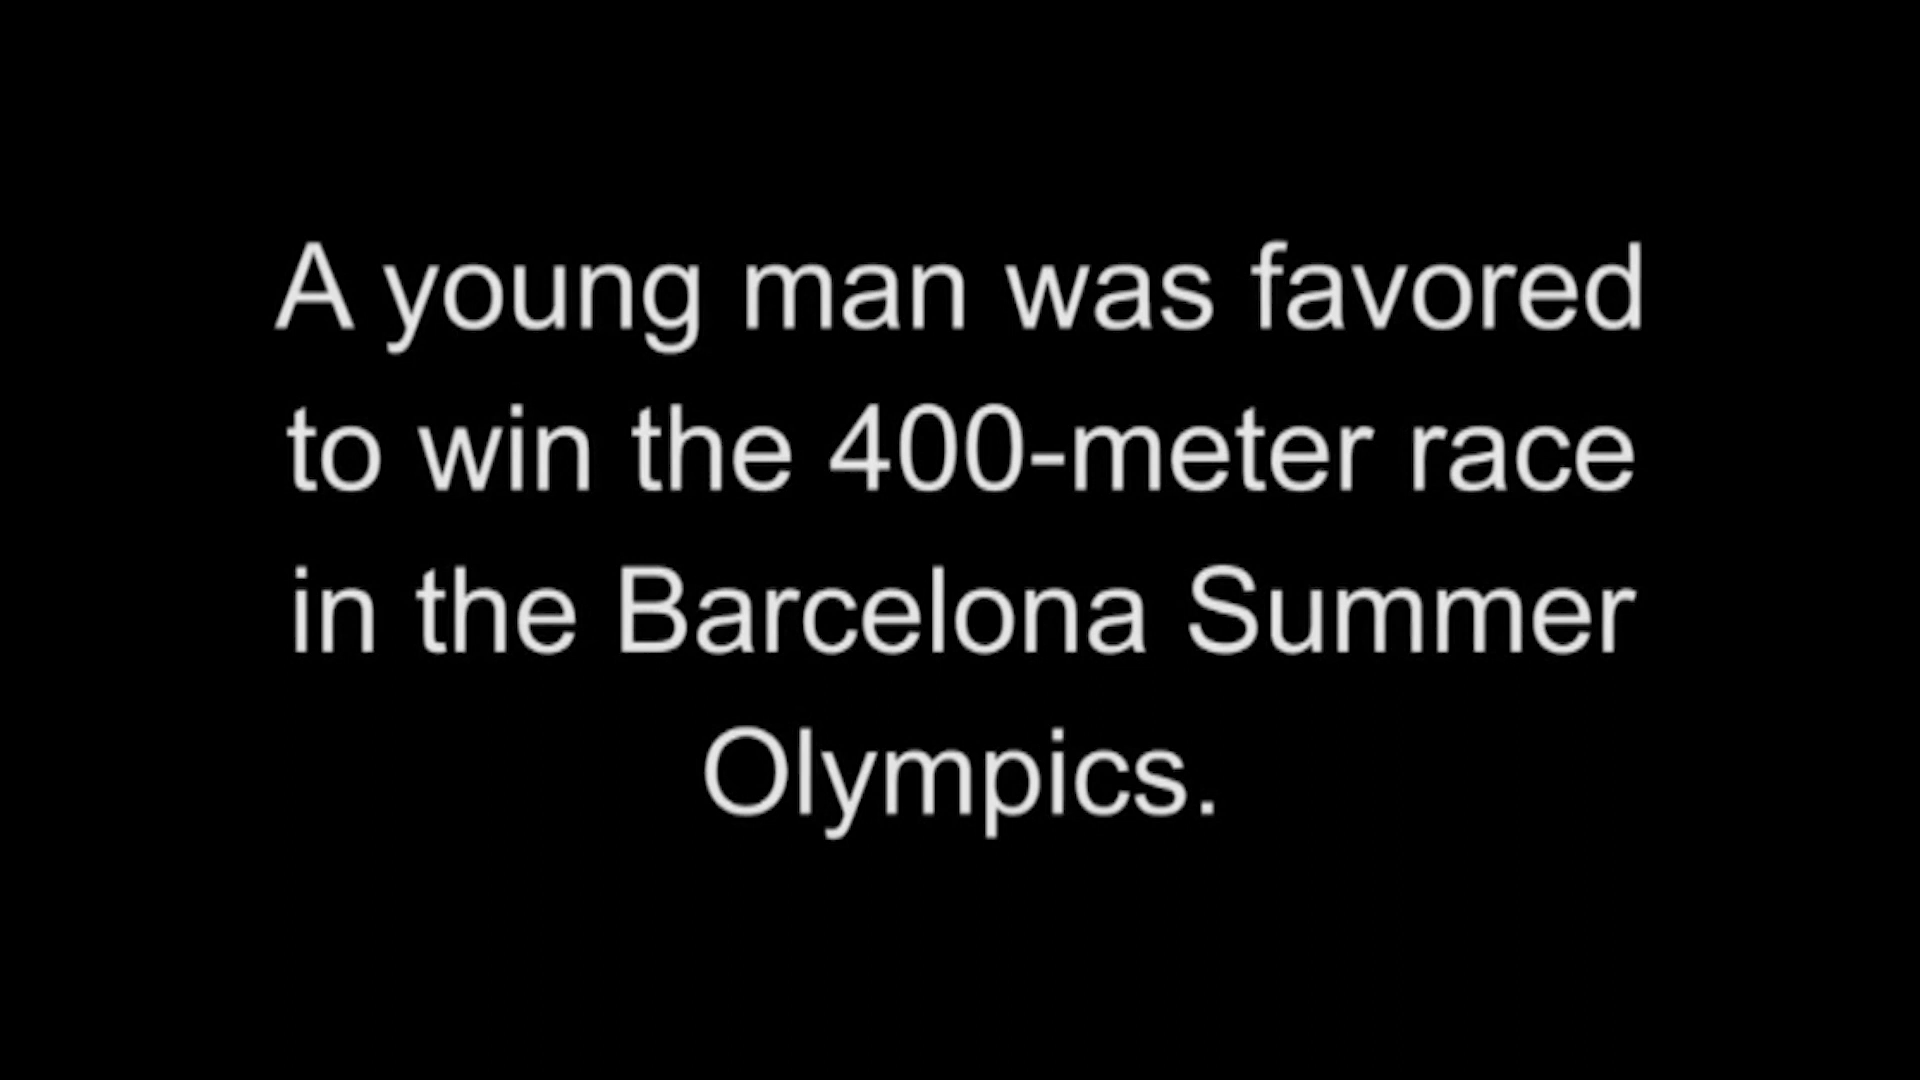 A young man was favored
to win the 400-meter race
in the Barcelona Summer
Olympics.